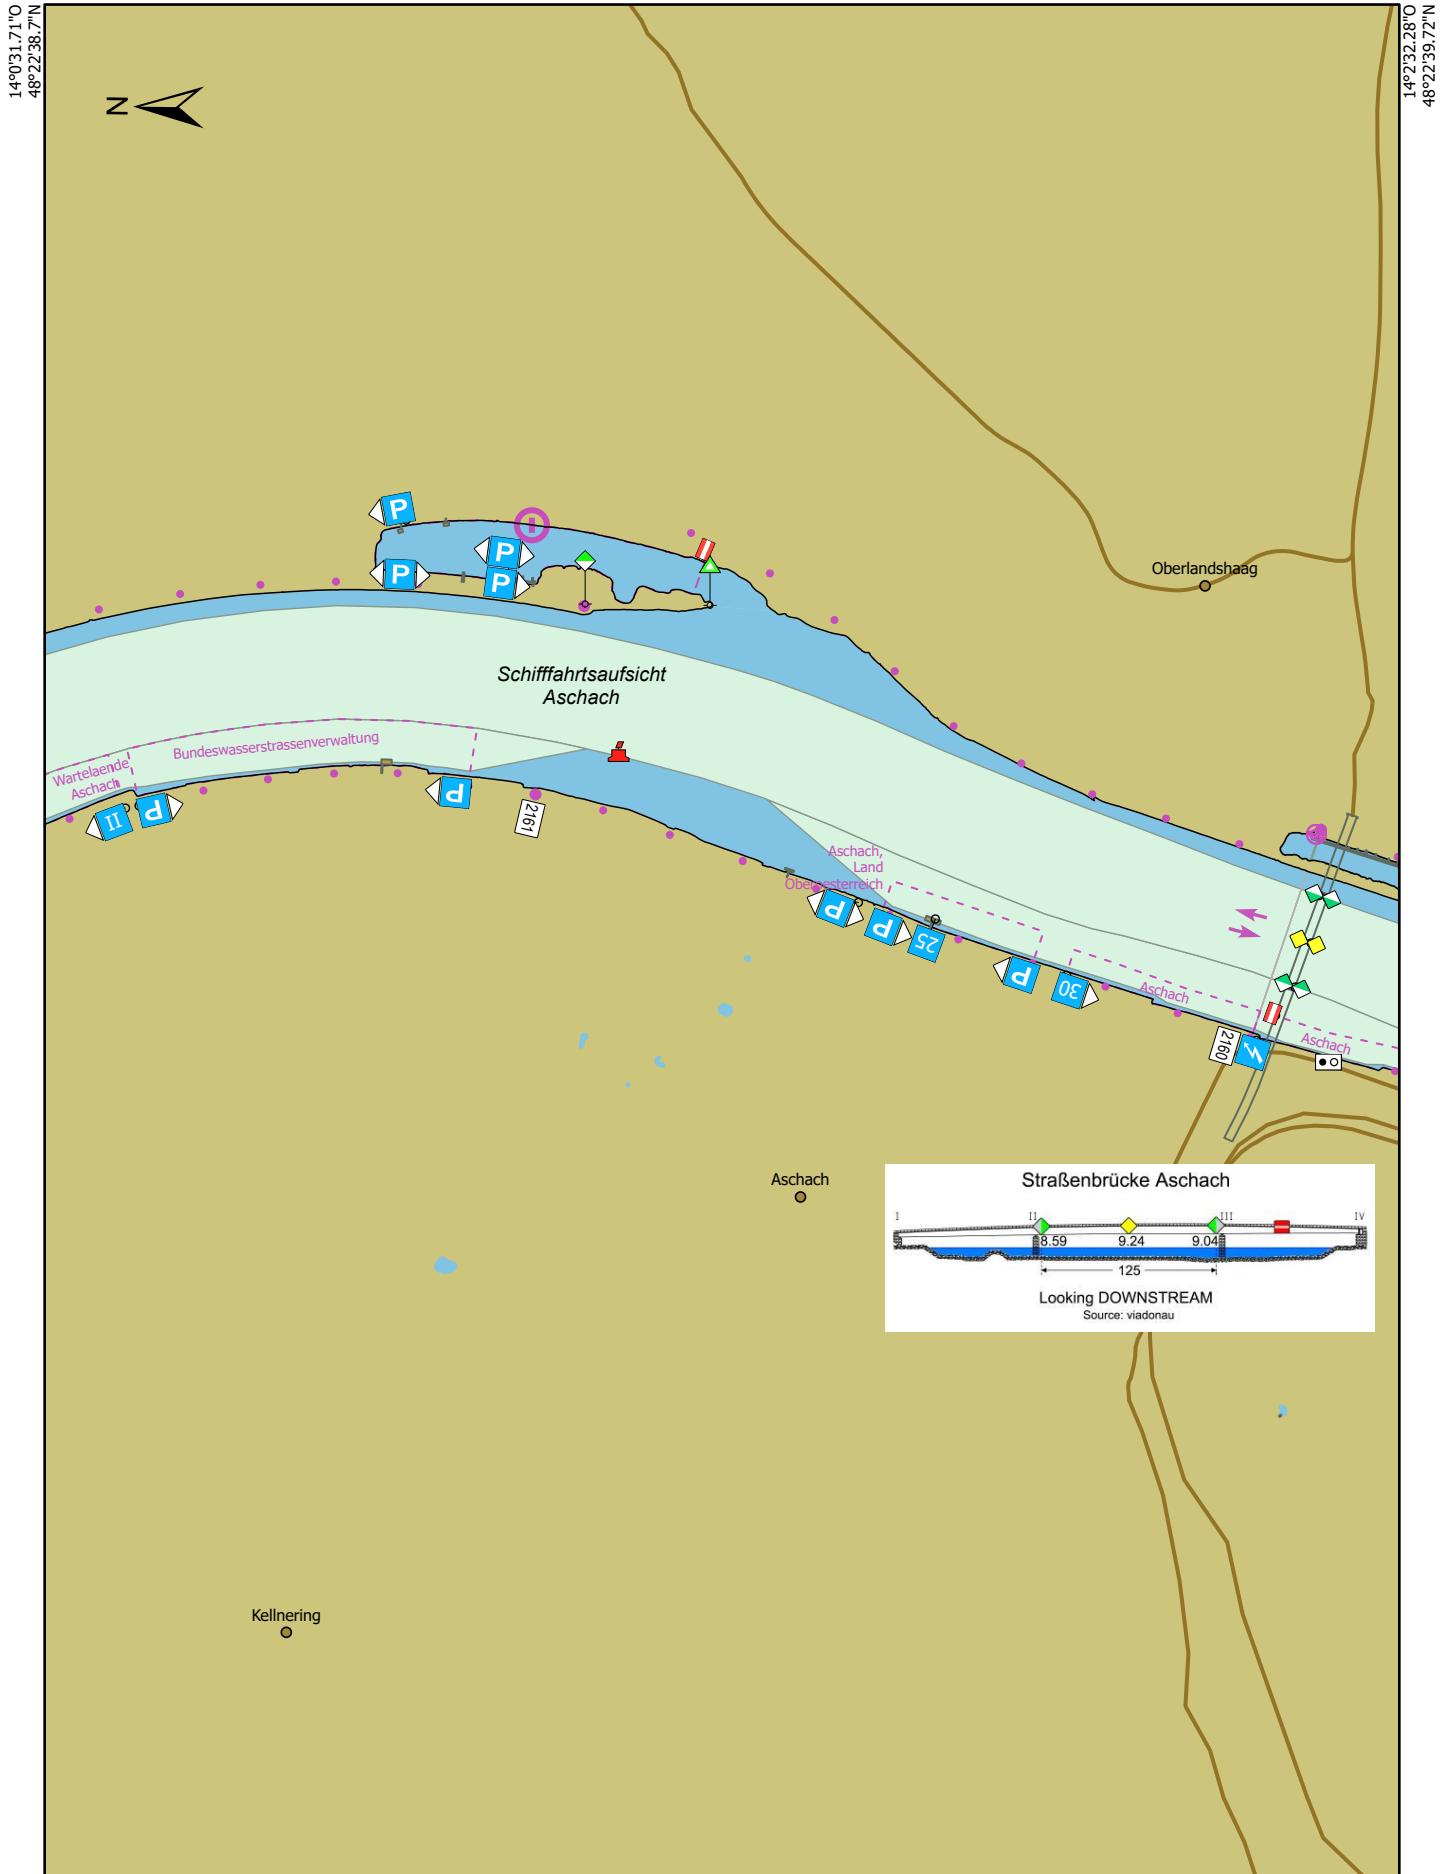 14°0'31.71"O
48°22'38.7"N
14°2'32.28"O
48°22'39.72"N
N
P
P
P
P
Oberlandshaag
Schifffahrtsaufsicht
Aschach
Bundeswasserstrassenverwaltung
Wartelaende
Aschach
II
P
P
2161
Aschach,
Land
Oberoesterreich
P
P
25
P
30
Aschach
2160
Aschach
Aschach
Straßenbrücke Aschach
I
II
III
IV
8.59
9.24
9.04
125
Looking DOWNSTREAM
Source: viadonau
Kellnering